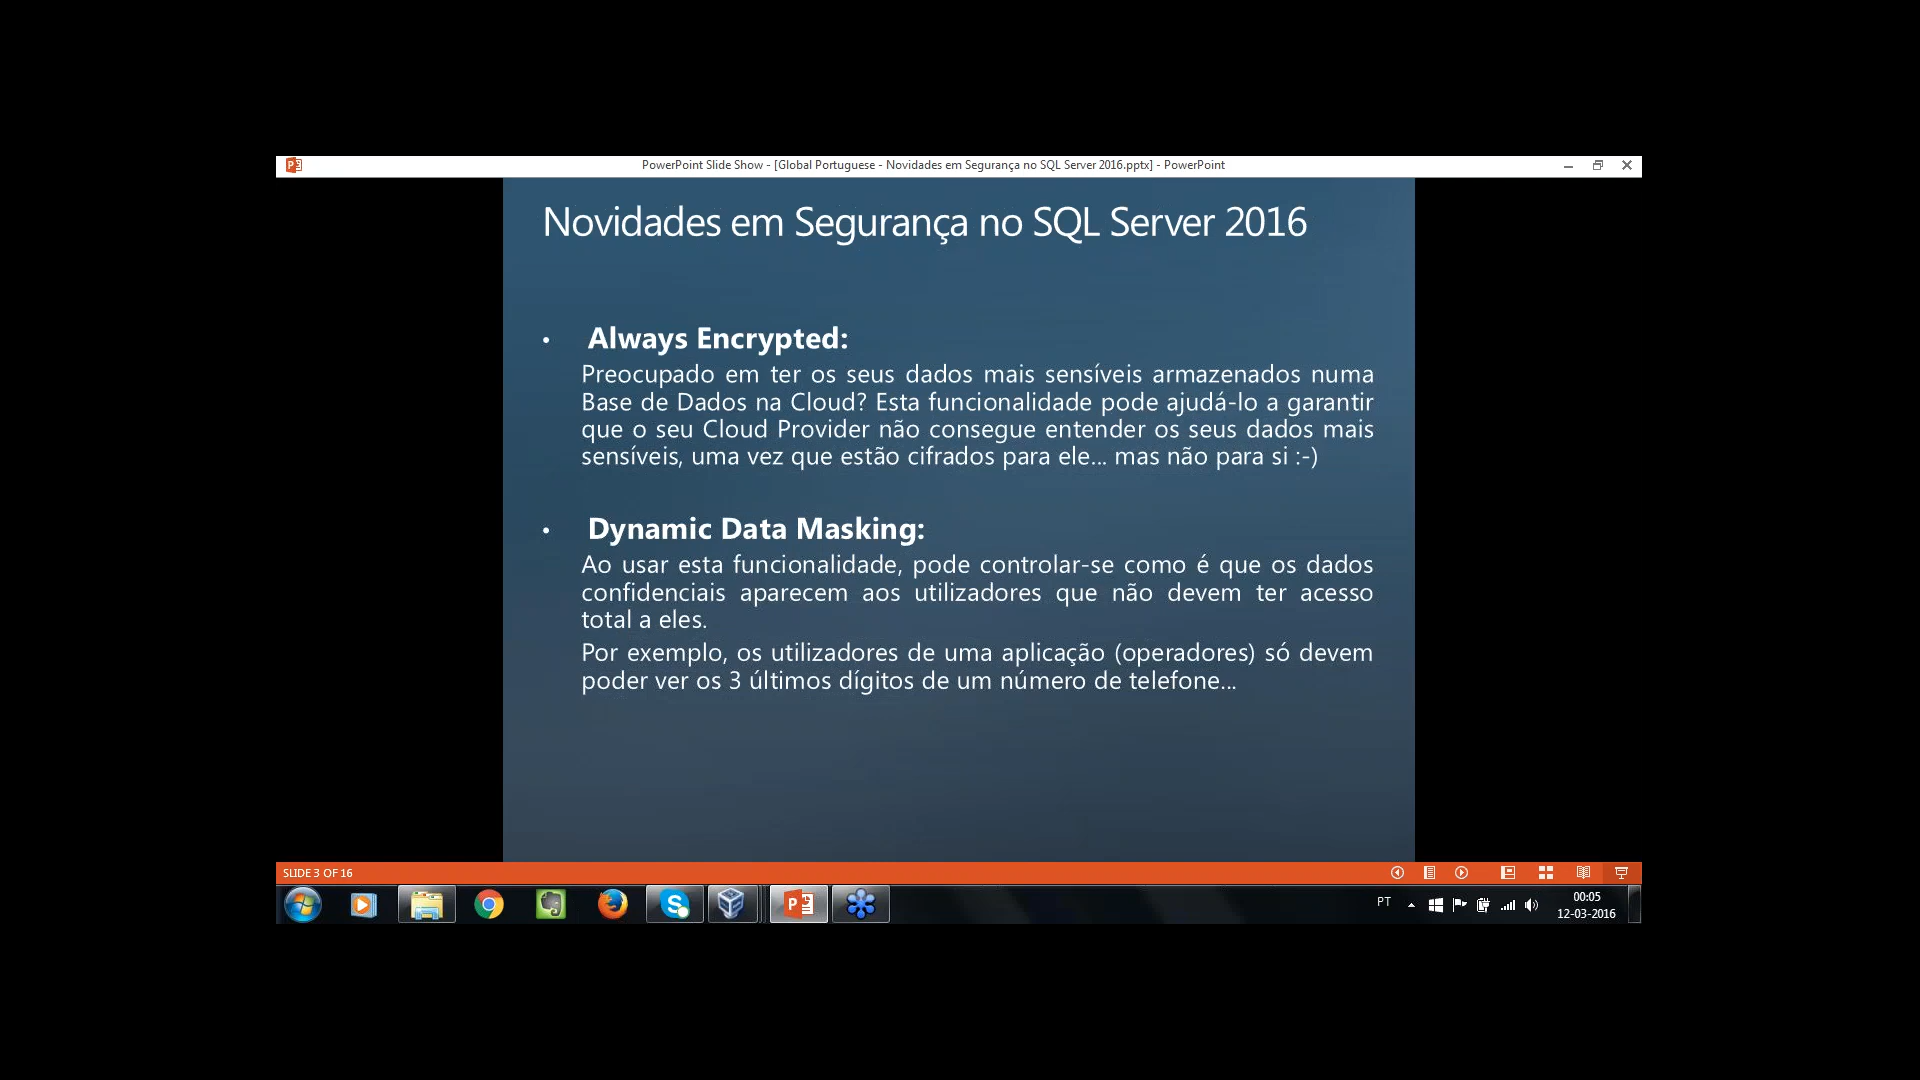 PowerPoint Slide Show - [Global Portuguese - Novidades em Segurança no SQL Server 2016.pptx] - PowerPoint
Novidades em Segurança no SQL Server 2016
• Always Encrypted:
Preocupado em ter os seus dados mais sensíveis armazenados numa
Base de Dados na Cloud? Esta funcionalidade pode ajudá-lo a garantir
que o seu Cloud Provider não consegue entender os seus dados mais
sensíveis, uma vez que estão cifrados para ele... mas não para si :-)
• Dynamic Data Masking:
Ao usar esta funcionalidade, pode controlar-se como é que os dados
confidenciais aparecem aos utilizadores que não devem ter acesso
total a eles.
Por exemplo, os utilizadores de uma aplicação (operadores) só devem
poder ver os 3 últimos dígitos de um número de telefone...
SLIDE 3 OF 16
PT
00:05
12-03-2016